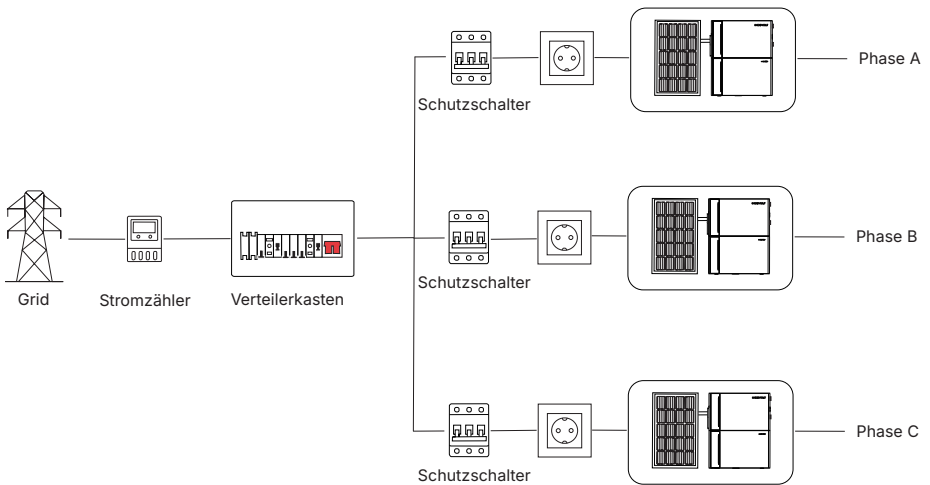 Schutzschalter
Phase A
Grid
Stromzähler
Verteilerkasten
Schutzschalter
Phase B
Schutzschalter
Phase C